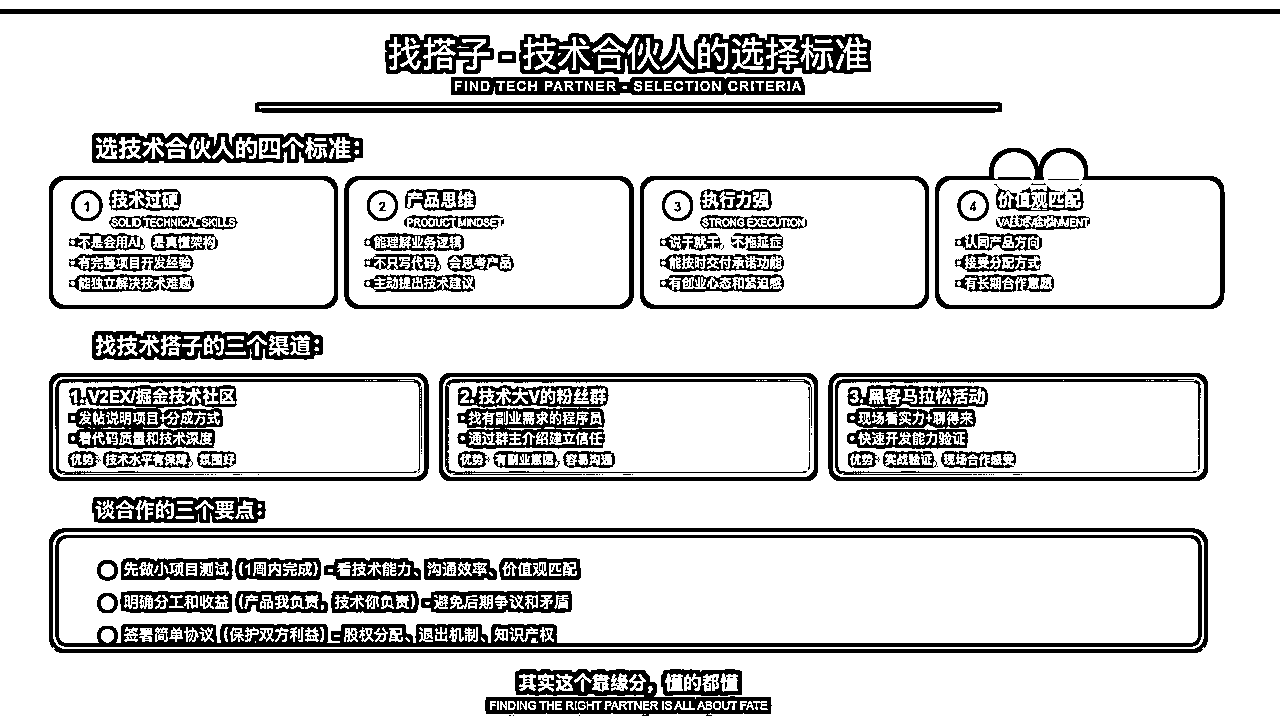 找搭子 - 技术合伙人的选择标准
FIND TECH PARTNER - SELECTION CRITERIA
选技术合伙人的四个标准:
1 技术过硬
SOLID TECHNICAL SKILLS
• 不是会用AI，是真懂架构
• 有完整项目开发经验
• 能独立解决技术难题
2 产品思维
PRODUCT MINDSET
• 能理解业务逻辑
• 不只写代码，会思考产品
• 主动提出技术建议
3 执行力强
STRONG EXECUTION
• 说干就干，不拖延症
• 能按时交付承诺功能
• 有创业心态和紧迫感
4 价值观匹配
VALUE ALIGNMENT
• 认同产品方向
• 接受分配方式
• 有长期合作意愿
找技术搭子的三个渠道:
1. V2EX/掘金技术社区
• 发帖说明项目+分成方式
• 看代码质量和技术深度
优势: 技术水平有保障，氛围好
2. 技术大V的粉丝群
• 找有副业需求的程序员
• 通过群主介绍建立信任
优势: 有副业意愿，容易沟通
3. 黑客马拉松活动
• 现场看实力+聊得来
• 快速开发能力验证
优势: 实战验证，现场合作感受
谈合作的三个要点:
先做小项目测试（1周内完成）- 看技术能力、沟通效率、价值观匹配
明确分工和收益（产品我负责，技术你负责）- 避免后期争议和矛盾
签署简单协议（保护双方利益）- 股权分配、退出机制、知识产权
其实这个靠缘分，懂的都懂
FINDING THE RIGHT PARTNER IS ALL ABOUT FATE